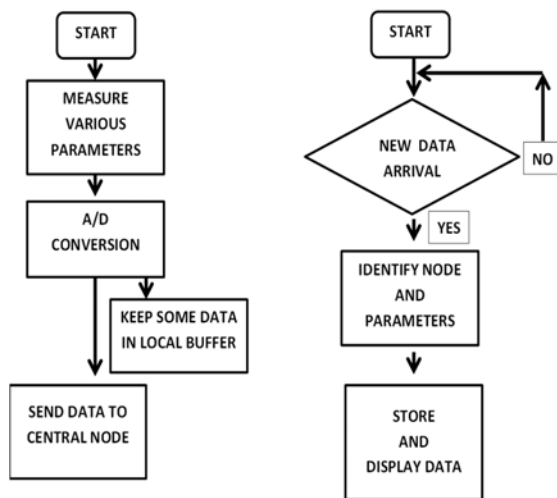 START
MEASURE
VARIOUS
PARAMETERS
A/D
CONVERSION
KEEP SOME DATA
IN LOCAL BUFFER
SEND DATA TO
CENTRAL NODE
START
NEW DATA
ARRIVAL
NO
YES
IDENTIFY NODE
AND
PARAMETERS
STORE
AND
DISPLAY DATA